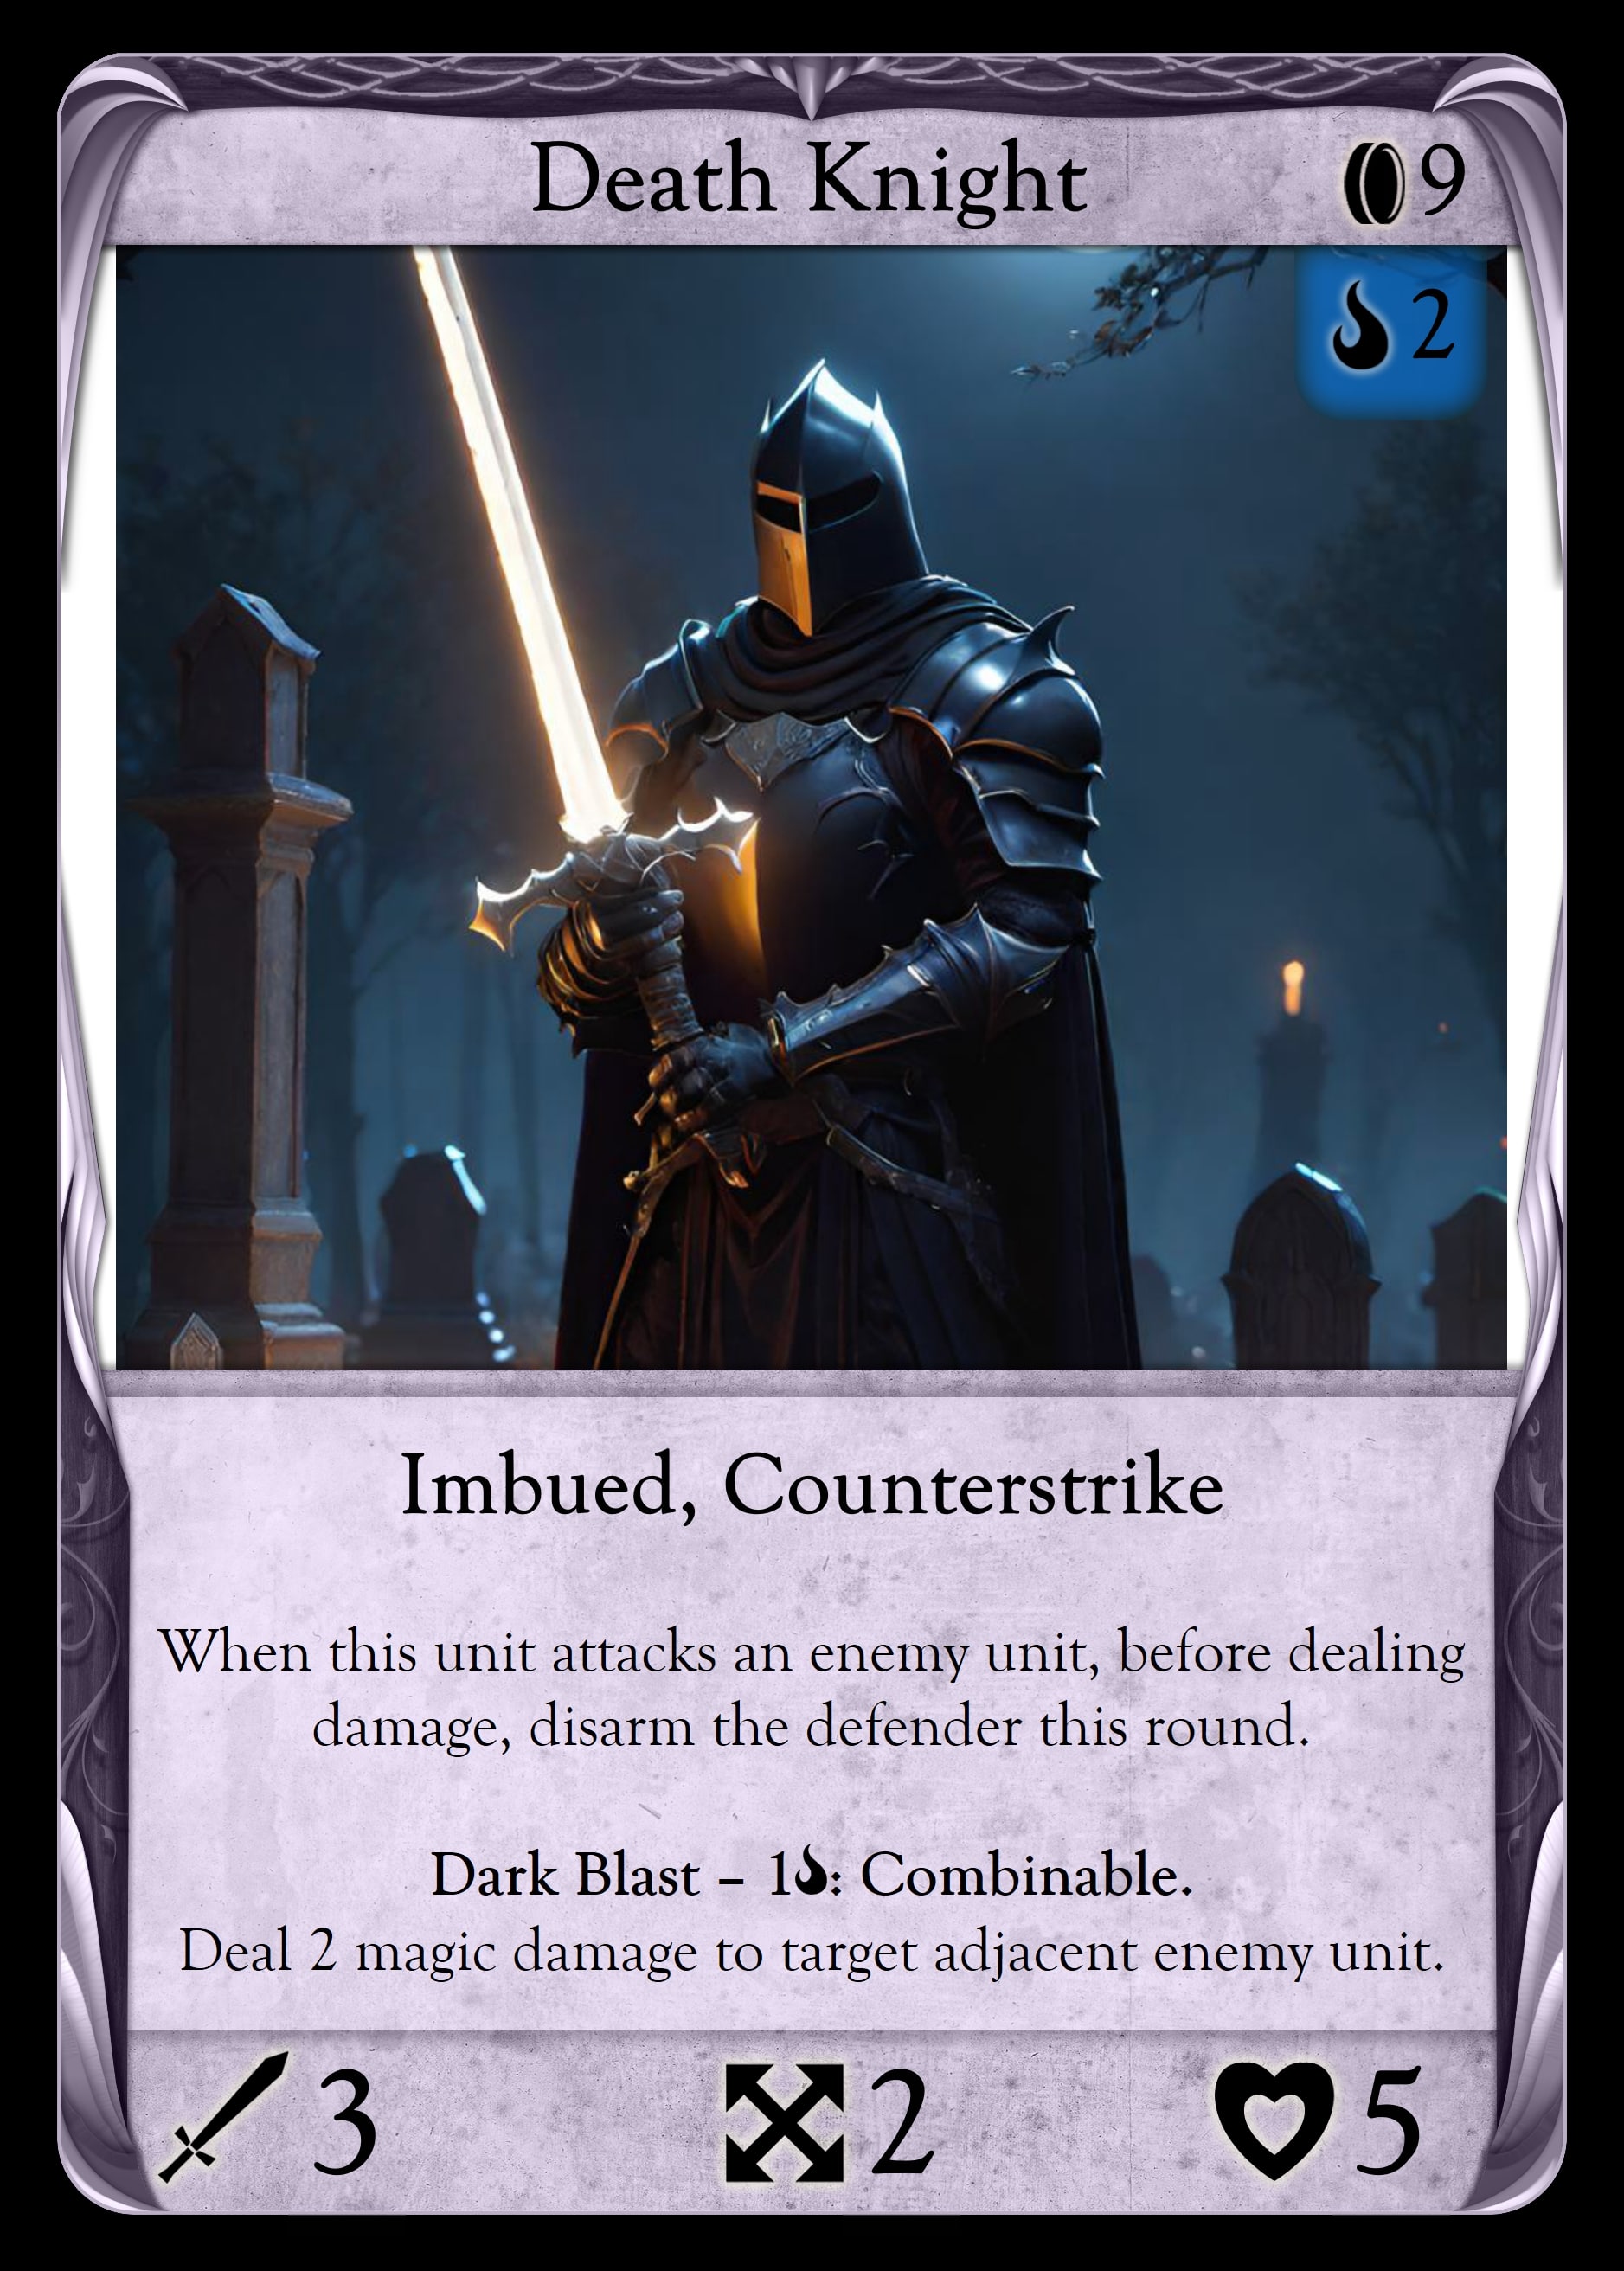 Death Knight 9
2
Imbued, Counterstrike
When this unit attacks an enemy unit, before dealing
damage, disarm the defender this round.
Dark Blast – 1: Combinable.
Deal 2 magic damage to target adjacent enemy unit.
3 2 5